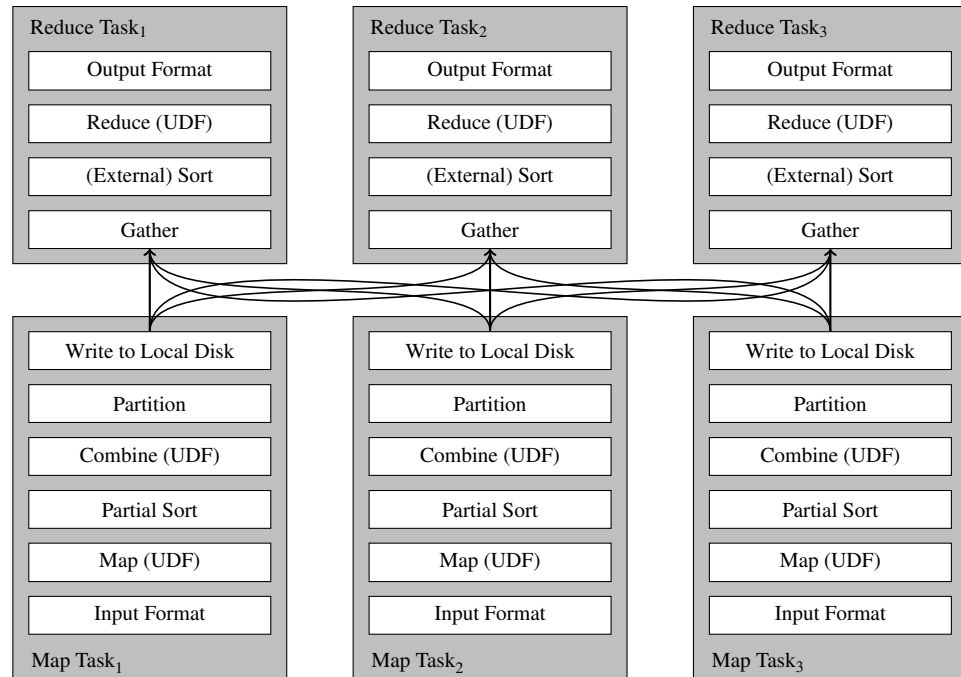 Reduce Task₁ Reduce Task₂ Reduce Task₃
Output Format Output Format Output Format
Reduce (UDF) Reduce (UDF) Reduce (UDF)
(External) Sort (External) Sort (External) Sort
Gather Gather Gather
Write to Local Disk Write to Local Disk Write to Local Disk
Partition Partition Partition
Combine (UDF) Combine (UDF) Combine (UDF)
Partial Sort Partial Sort Partial Sort
Map (UDF) Map (UDF) Map (UDF)
Input Format Input Format Input Format
Map Task₁ Map Task₂ Map Task₃